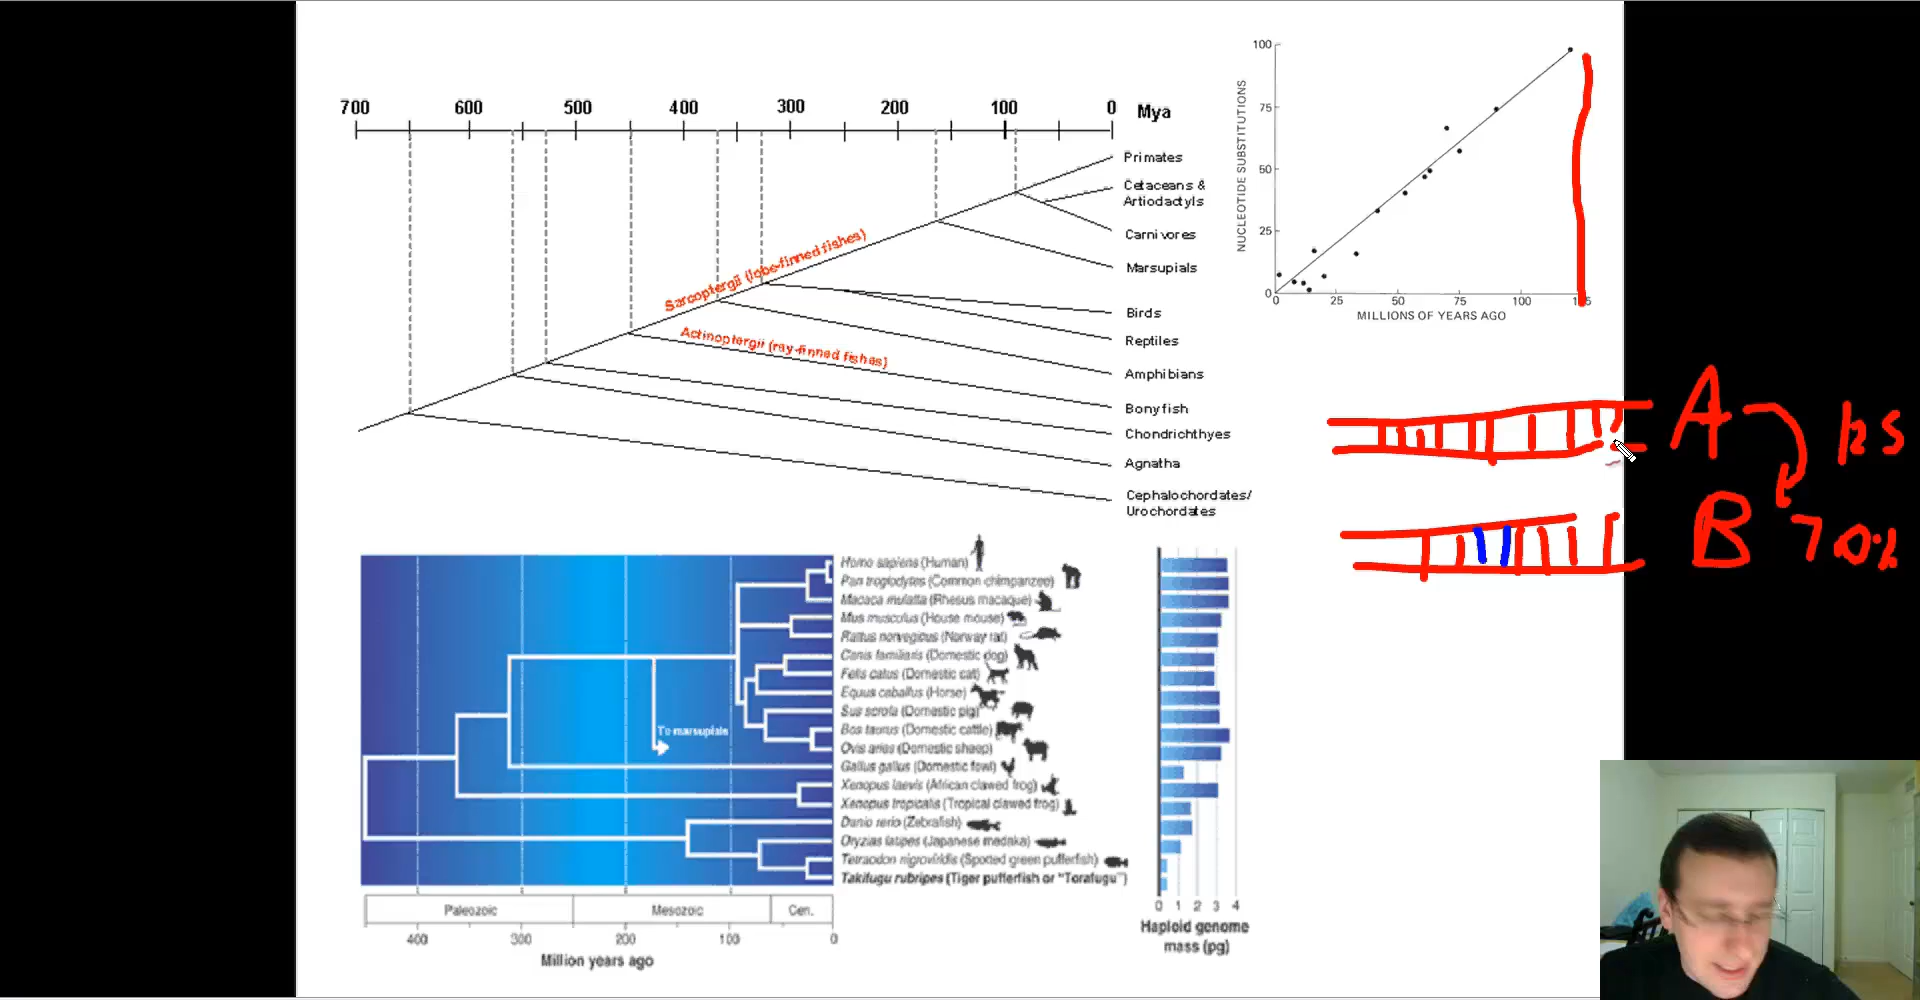 700 600 500 400 300 200 100 0 Mya
Primates
Cetaceans &
Artiodactyls
Carnivores
Marsupials
Birds
Reptiles
Amphibians
Bonyfish
Chondrichthyes
Agnatha
Cephalochordates/
Urochordates
Sarcoptergii (lobe-finned fishes)
Actinoptergii (ray-finned fishes)
100
75
50
25
0
NUCLEOTIDE SUBSTITUTIONS
0 25 50 75 100
MILLIONS OF YEARS AGO
A
B 70%
Homo sapiens (Human)
Pan troglodytes (Common chimpanzee)
Macaca mulatta (Rhesus macaque)
Mus musculus (House mouse)
Rattus norvegicus (Norway rat)
Canis familiaris (Domestic dog)
Felis catus (Domestic cat)
Equus caballus (Horse)
Sus scrofa (Domestic pig)
Bos taurus (Domestic cattle)
Ovis aries (Domestic sheep)
Gallus gallus (Domestic fowl)
Xenopus laevis (African clawed frog)
Xenopus tropicalis (Tropical clawed frog)
Danio rerio (Zebrafish)
Oryzias latipes (Japanese medaka)
Tetraodon nigroviridis (Spotted green pufferfish)
Takifugu rubripes (Tiger pufferfish or "Torafugu")
To marsupials
Paleozoic Mesozoic Cen.
400 300 200 100 0
Million years ago
0 1 2 3 4
Haploid genome
mass (pg)